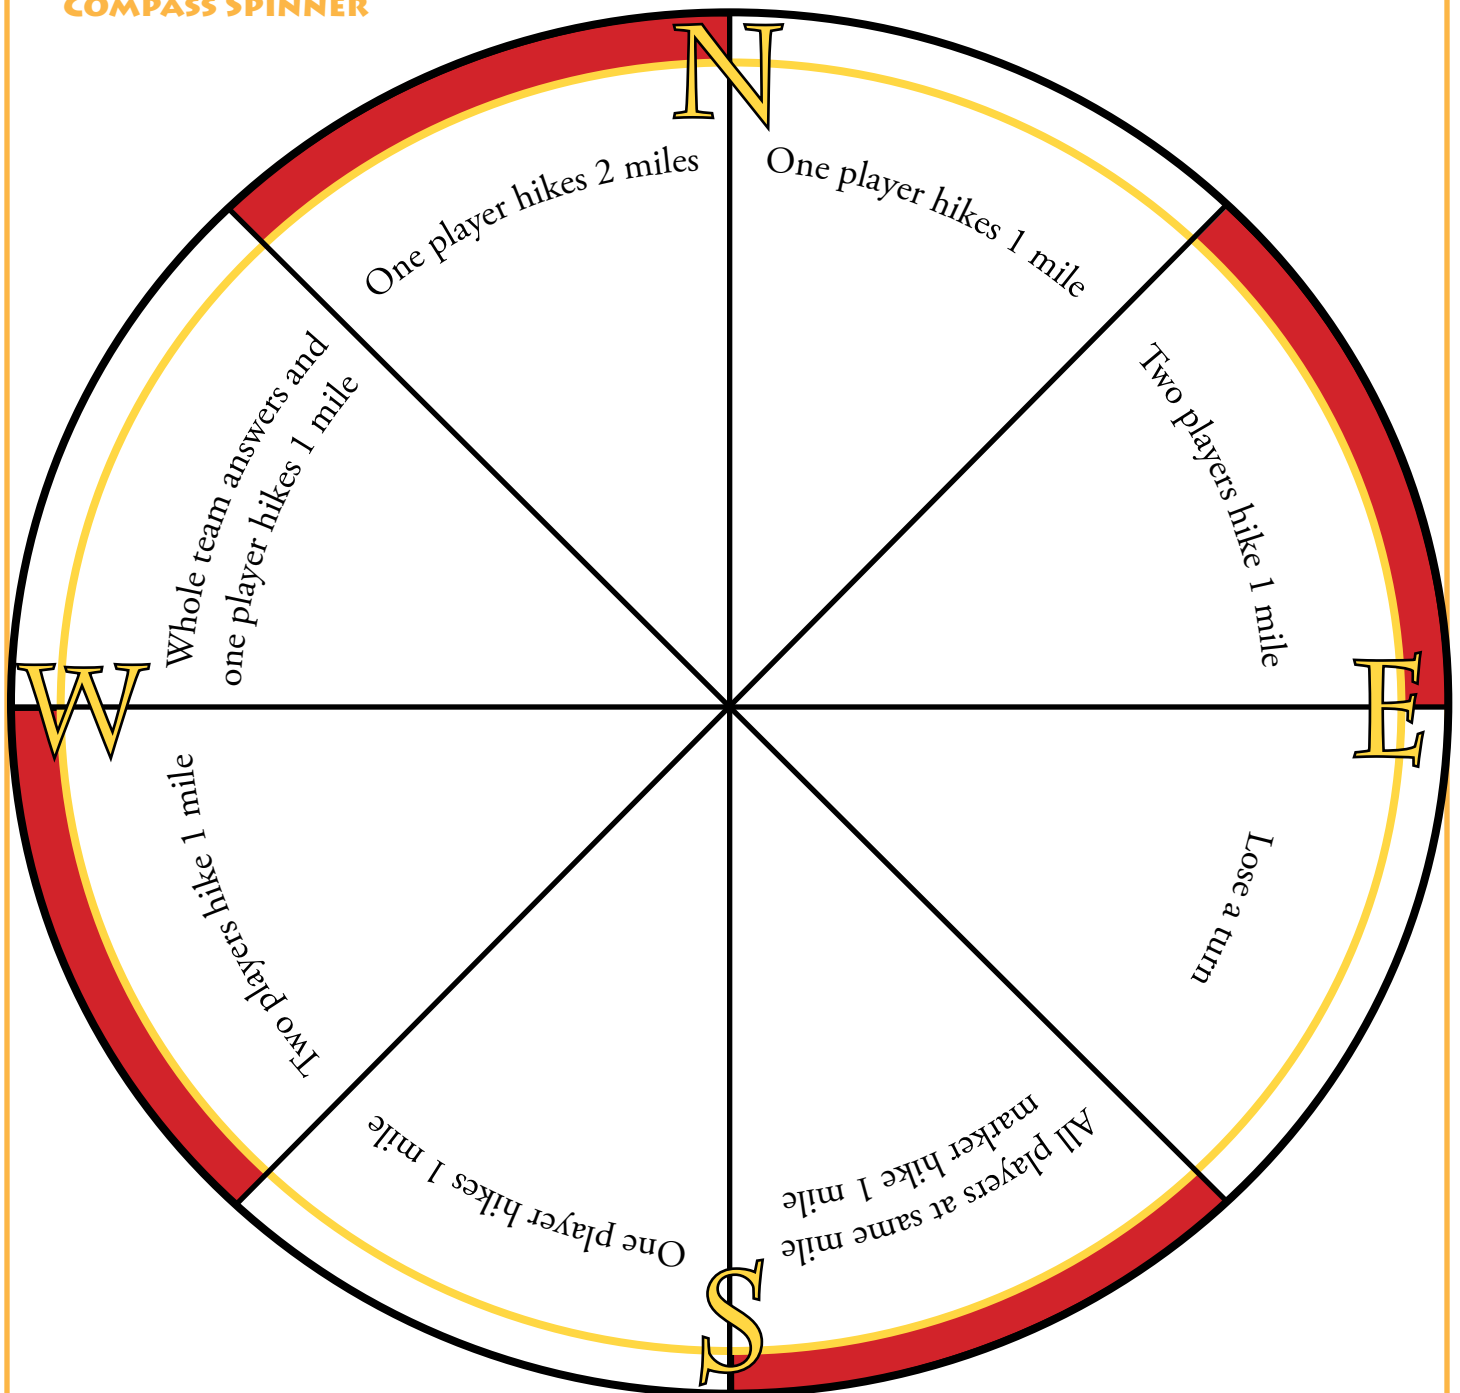 COMPASS SPINNER
N
One player hikes 1 mile
Two players hike 1 mile
E
Lose a turn
All players at same mile
marker hike 1 mile
S
One player hikes 1 mile
Two players hike 1 mile
W
Whole team answers and
one player hikes 1 mile
One player hikes 2 miles